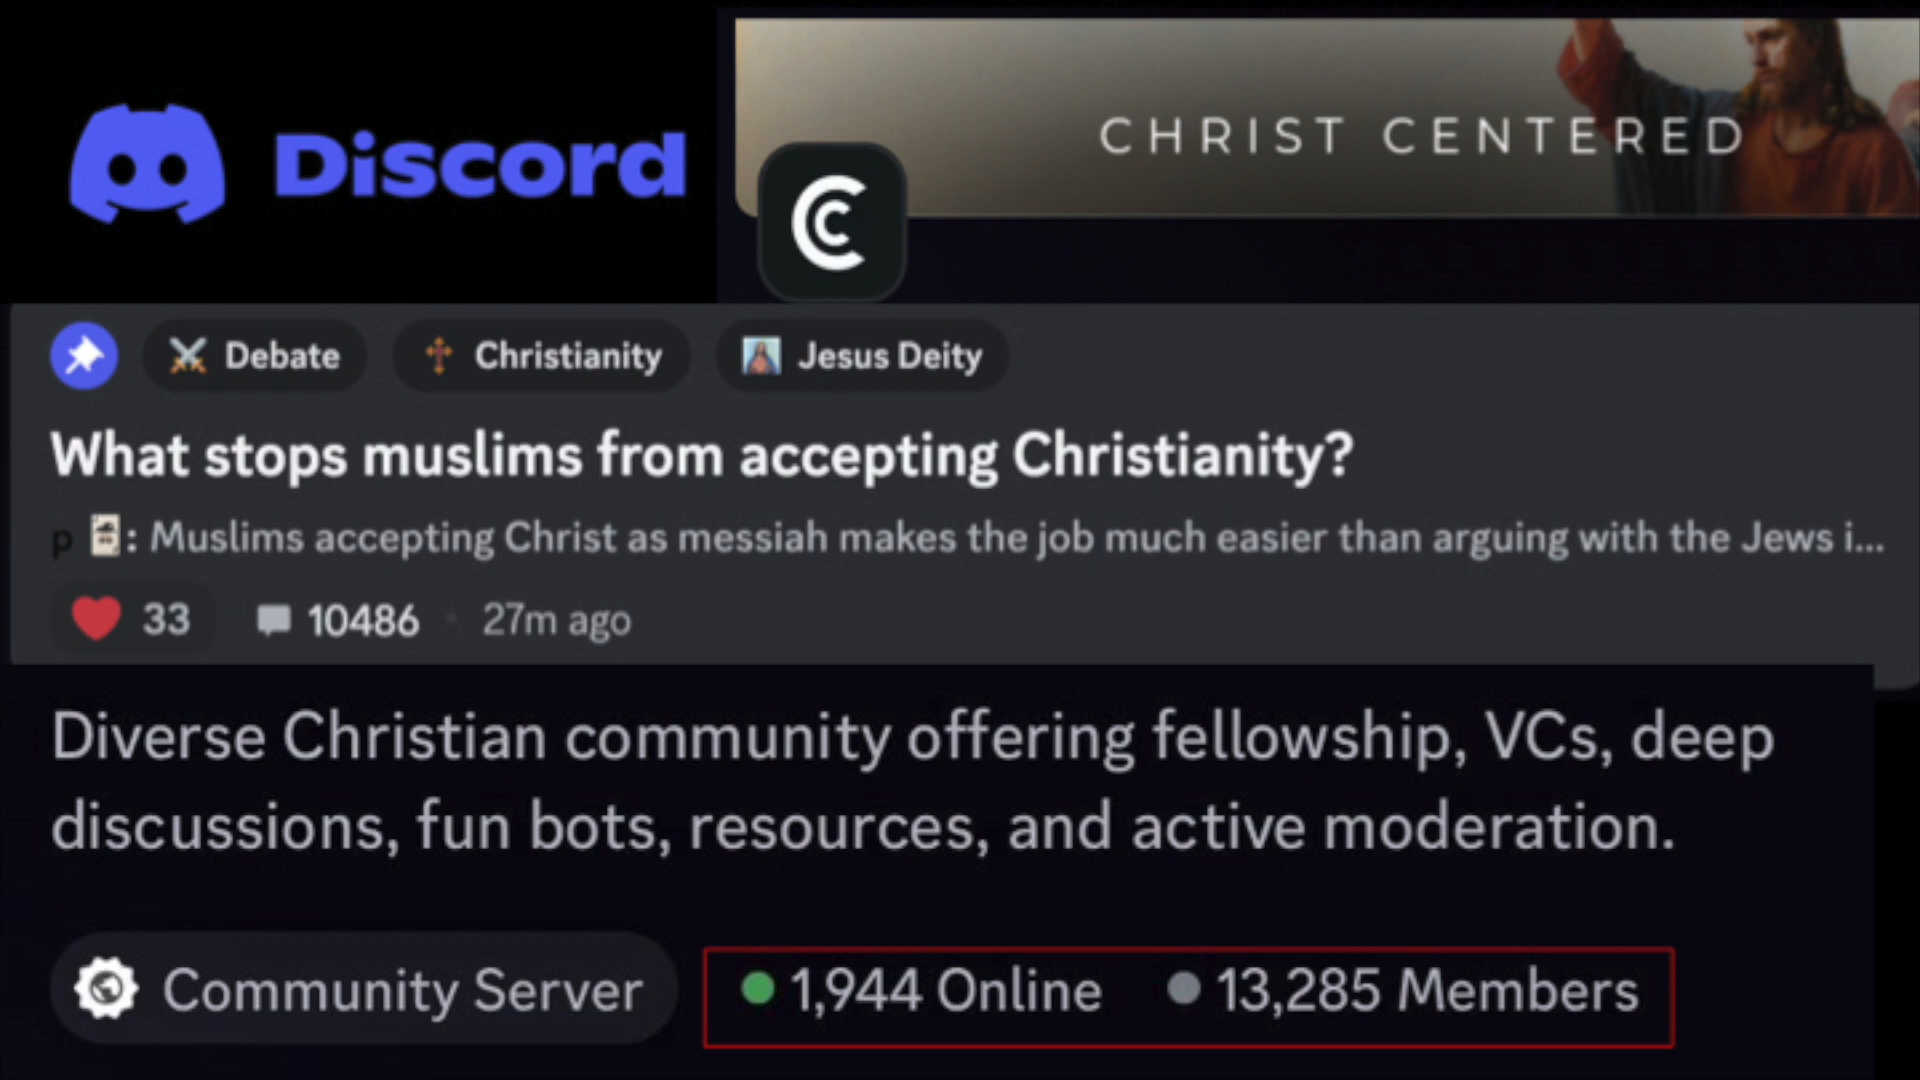 Discord
CHRIST CENTERED
Debate
Christianity
Jesus Deity
What stops muslims from accepting Christianity?
p : Muslims accepting Christ as messiah makes the job much easier than arguing with the Jews i...
33
10486
27m ago
Diverse Christian community offering fellowship, VCs, deep
discussions, fun bots, resources, and active moderation.
Community Server
1,944 Online
13,285 Members